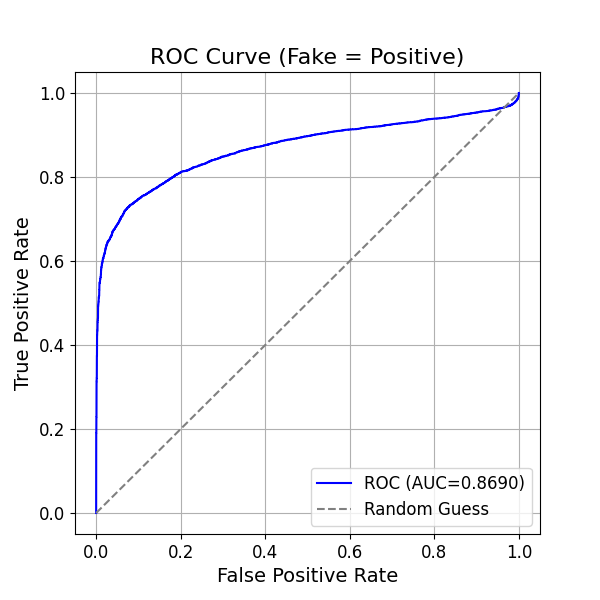 ROC Curve (Fake = Positive)
True Positive Rate
1.0
0.8
0.6
0.4
0.2
0.0
ROC (AUC=0.8690)
Random Guess
0.0 0.2 0.4 0.6 0.8 1.0
False Positive Rate